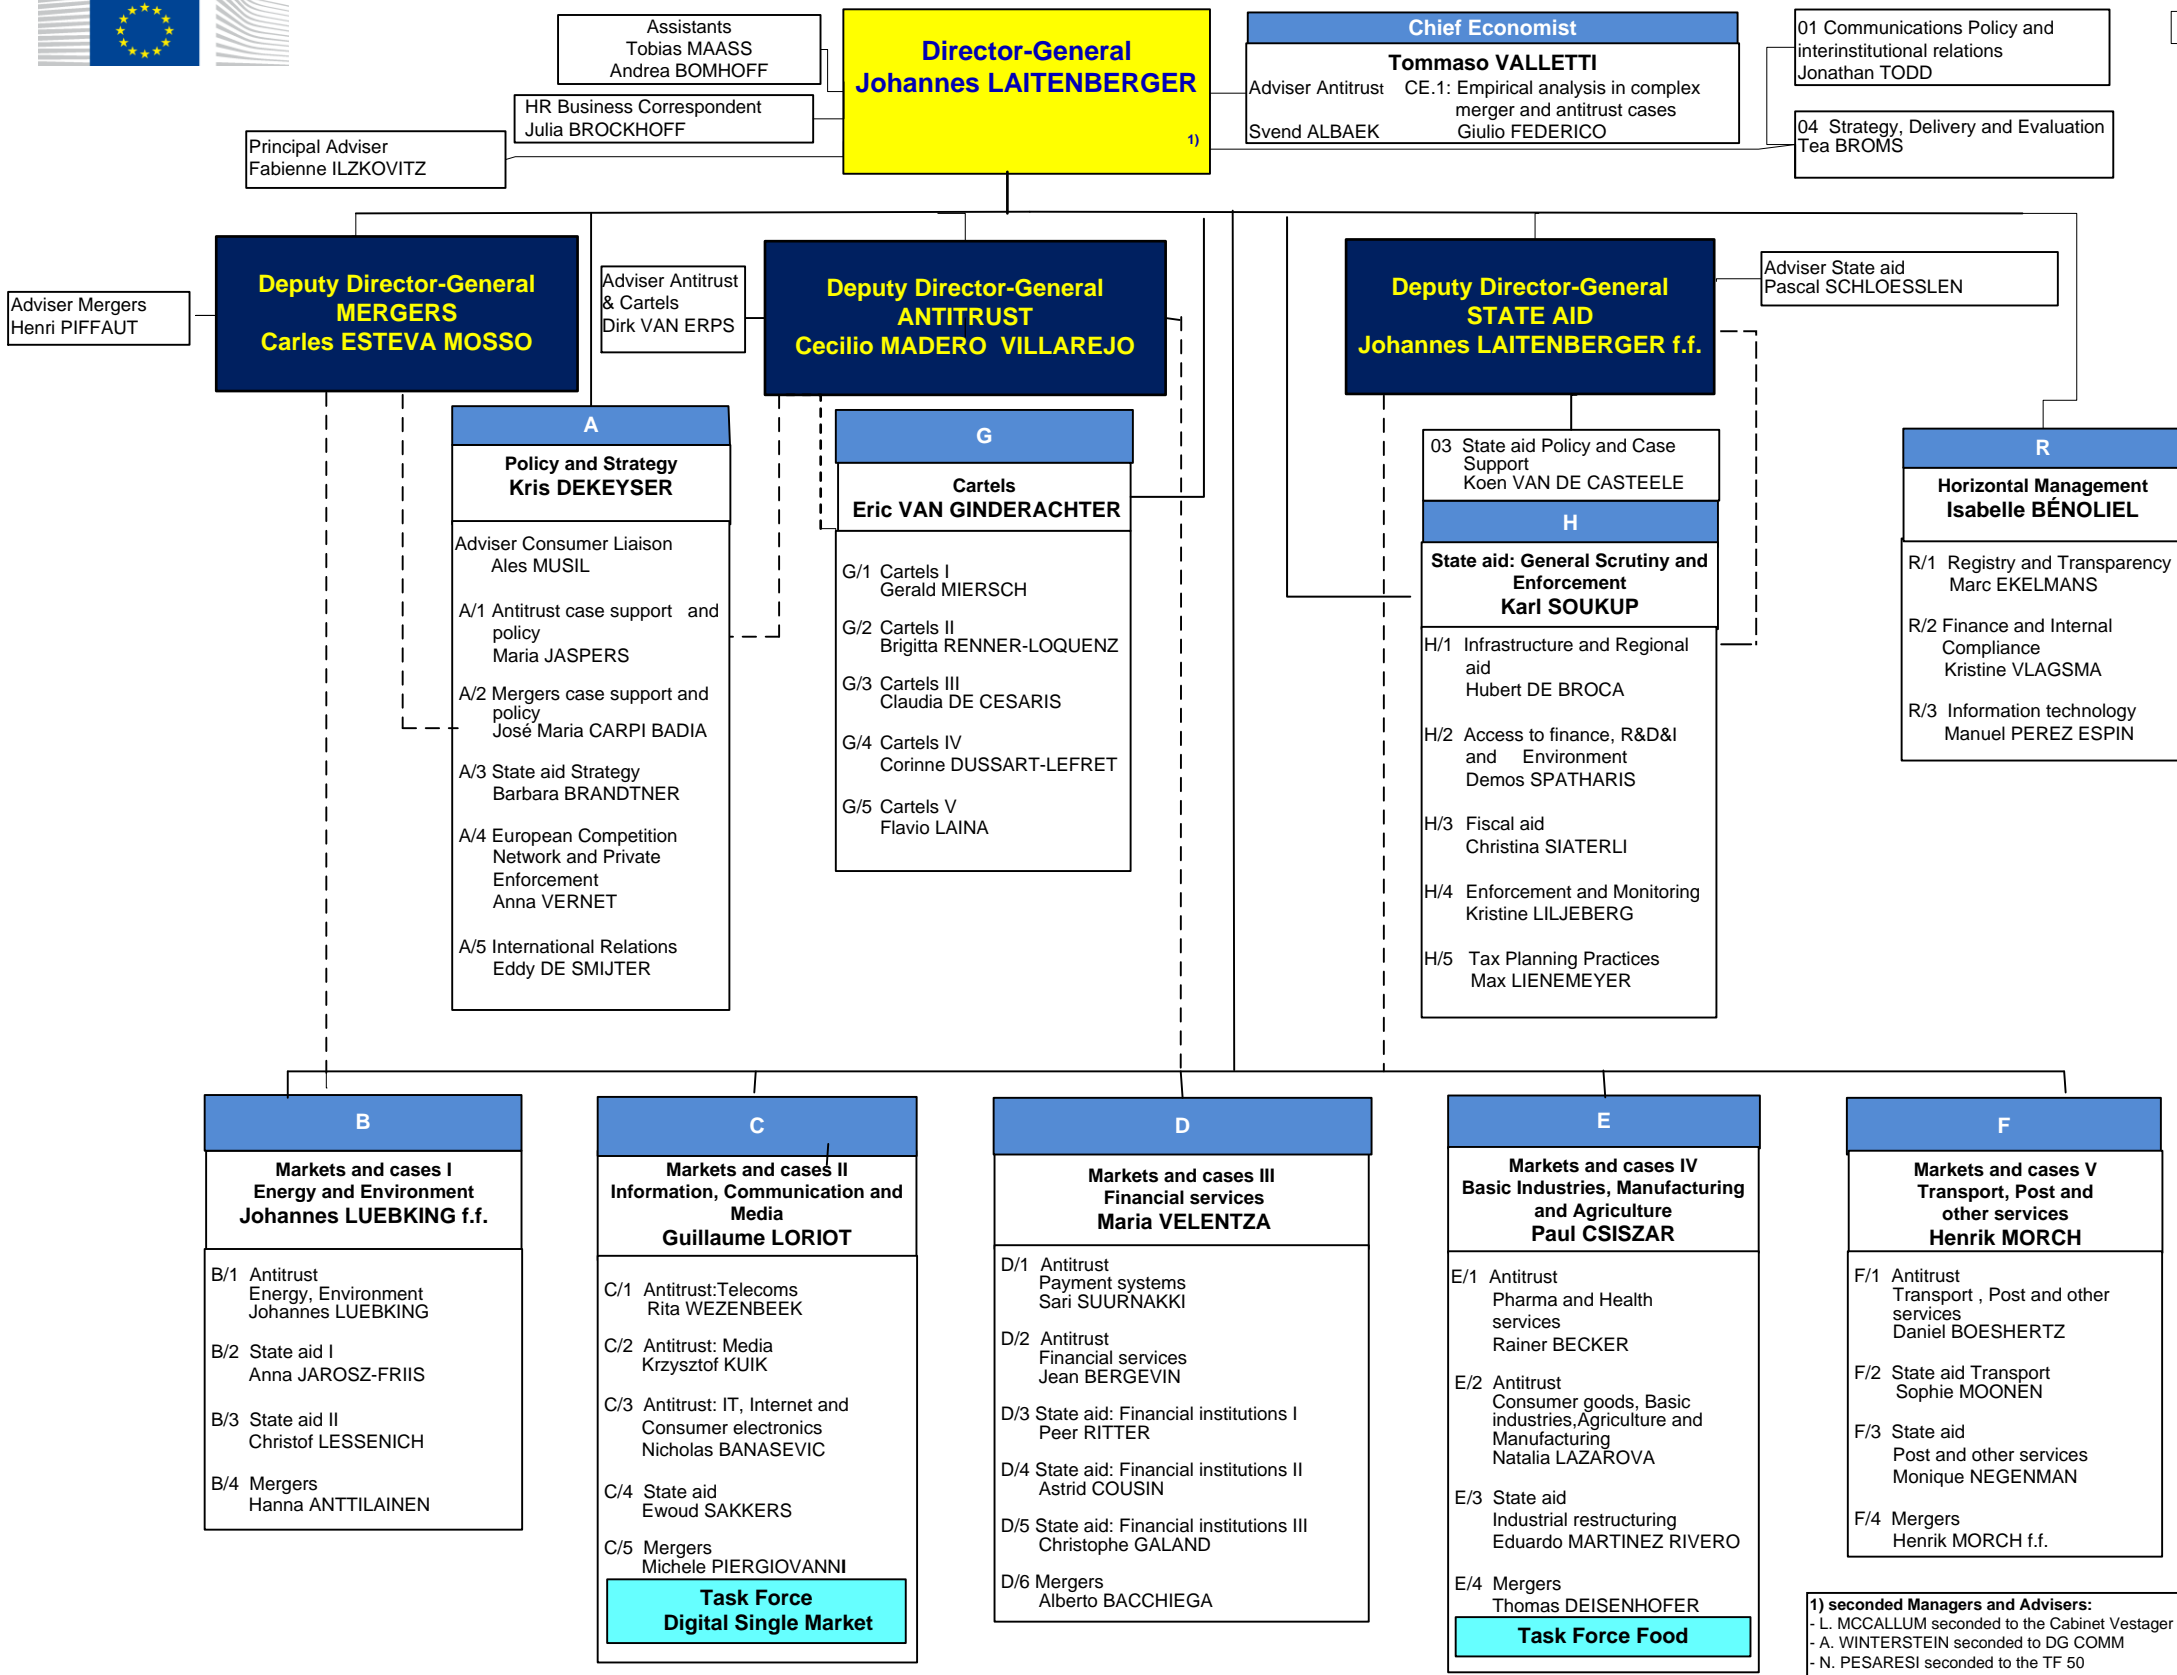 Assistants
Tobias MAASS
Andrea BOMHOFF
HR Business Correspondent
Julia BROCKHOFF
Principal Adviser
Fabienne ILZKOVITZ
Director-General
Johannes LAITENBERGER
1)
Chief Economist
Tommaso VALLETTI
Adviser Antitrust
Svend ALBAEK
CE.1: Empirical analysis in complex
merger and antitrust cases
Giulio FEDERICO
01 Communications Policy and
interinstitutional relations
Jonathan TODD
04 Strategy, Delivery and Evaluation
Tea BROMS
Adviser Mergers
Henri PIFFAUT
Deputy Director-General
MERGERS
Carles ESTEVA MOSSO
Adviser Antitrust
& Cartels
Dirk VAN ERPS
Deputy Director-General
ANTITRUST
Cecilio MADERO VILLAREJO
Deputy Director-General
STATE AID
Johannes LAITENBERGER f.f.
Adviser State aid
Pascal SCHLOESSLEN
A
Policy and Strategy
Kris DEKEYSER
Adviser Consumer Liaison
Ales MUSIL
A/1 Antitrust case support and
policy
Maria JASPERS
A/2 Mergers case support and
policy
José Maria CARPI BADIA
A/3 State aid Strategy
Barbara BRANDTNER
A/4 European Competition
Network and Private
Enforcement
Anna VERNET
A/5 International Relations
Eddy DE SMIJTER
G
Cartels
Eric VAN GINDERACHTER
G/1 Cartels I
Gerald MIERSCH
G/2 Cartels II
Brigitta RENNER-LOQUENZ
G/3 Cartels III
Claudia DE CESARIS
G/4 Cartels IV
Corinne DUSSART-LEFRET
G/5 Cartels V
Flavio LAINA
03 State aid Policy and Case
Support
Koen VAN DE CASTEELE
H
State aid: General Scrutiny and
Enforcement
Karl SOUKUP
H/1 Infrastructure and Regional
aid
Hubert DE BROCA
H/2 Access to finance, R&D&I
and Environment
Demos SPATHARIS
H/3 Fiscal aid
Christina SIATERLI
H/4 Enforcement and Monitoring
Kristine LILJEBERG
H/5 Tax Planning Practices
Max LIENEMEYER
R
Horizontal Management
Isabelle BÉNOLIEL
R/1 Registry and Transparency
Marc EKELMANS
R/2 Finance and Internal
Compliance
Kristine VLAGSMA
R/3 Information technology
Manuel PEREZ ESPIN
B
Markets and cases I
Energy and Environment
Johannes LUEBKING f.f.
B/1 Antitrust
Energy, Environment
Johannes LUEBKING
B/2 State aid I
Anna JAROSZ-FRIIS
B/3 State aid II
Christof LESSENICH
B/4 Mergers
Hanna ANTTILAINEN
C
Markets and cases II
Information, Communication and
Media
Guillaume LORIOT
C/1 Antitrust:Telecoms
Rita WEZENBEEK
C/2 Antitrust: Media
Krzysztof KUIK
C/3 Antitrust: IT, Internet and
Consumer electronics
Nicholas BANASEVIC
C/4 State aid
Ewoud SAKKERS
C/5 Mergers
Michele PIERGIOVANNI
Task Force
Digital Single Market
D
Markets and cases III
Financial services
Maria VELENTZA
D/1 Antitrust
Payment systems
Sari SUURNAKKI
D/2 Antitrust
Financial services
Jean BERGEVIN
D/3 State aid: Financial institutions I
Peer RITTER
D/4 State aid: Financial institutions II
Astrid COUSIN
D/5 State aid: Financial institutions III
Christophe GALAND
D/6 Mergers
Alberto BACCHIEGA
E
Markets and cases IV
Basic Industries, Manufacturing
and Agriculture
Paul CSISZAR
E/1 Antitrust
Pharma and Health
services
Rainer BECKER
E/2 Antitrust
Consumer goods, Basic
industries,Agriculture and
Manufacturing
Natalia LAZAROVA
E/3 State aid
Industrial restructuring
Eduardo MARTINEZ RIVERO
E/4 Mergers
Thomas DEISENHOFER
Task Force Food
F
Markets and cases V
Transport, Post and
other services
Henrik MORCH
F/1 Antitrust
Transport , Post and other
services
Daniel BOESHERTZ
F/2 State aid Transport
Sophie MOONEN
F/3 State aid
Post and other services
Monique NEGENMAN
F/4 Mergers
Henrik MORCH f.f.
1) seconded Managers and Advisers:
- L. MCCALLUM seconded to the Cabinet Vestager
- A. WINTERSTEIN seconded to DG COMM
- N. PESARESI seconded to the TF 50